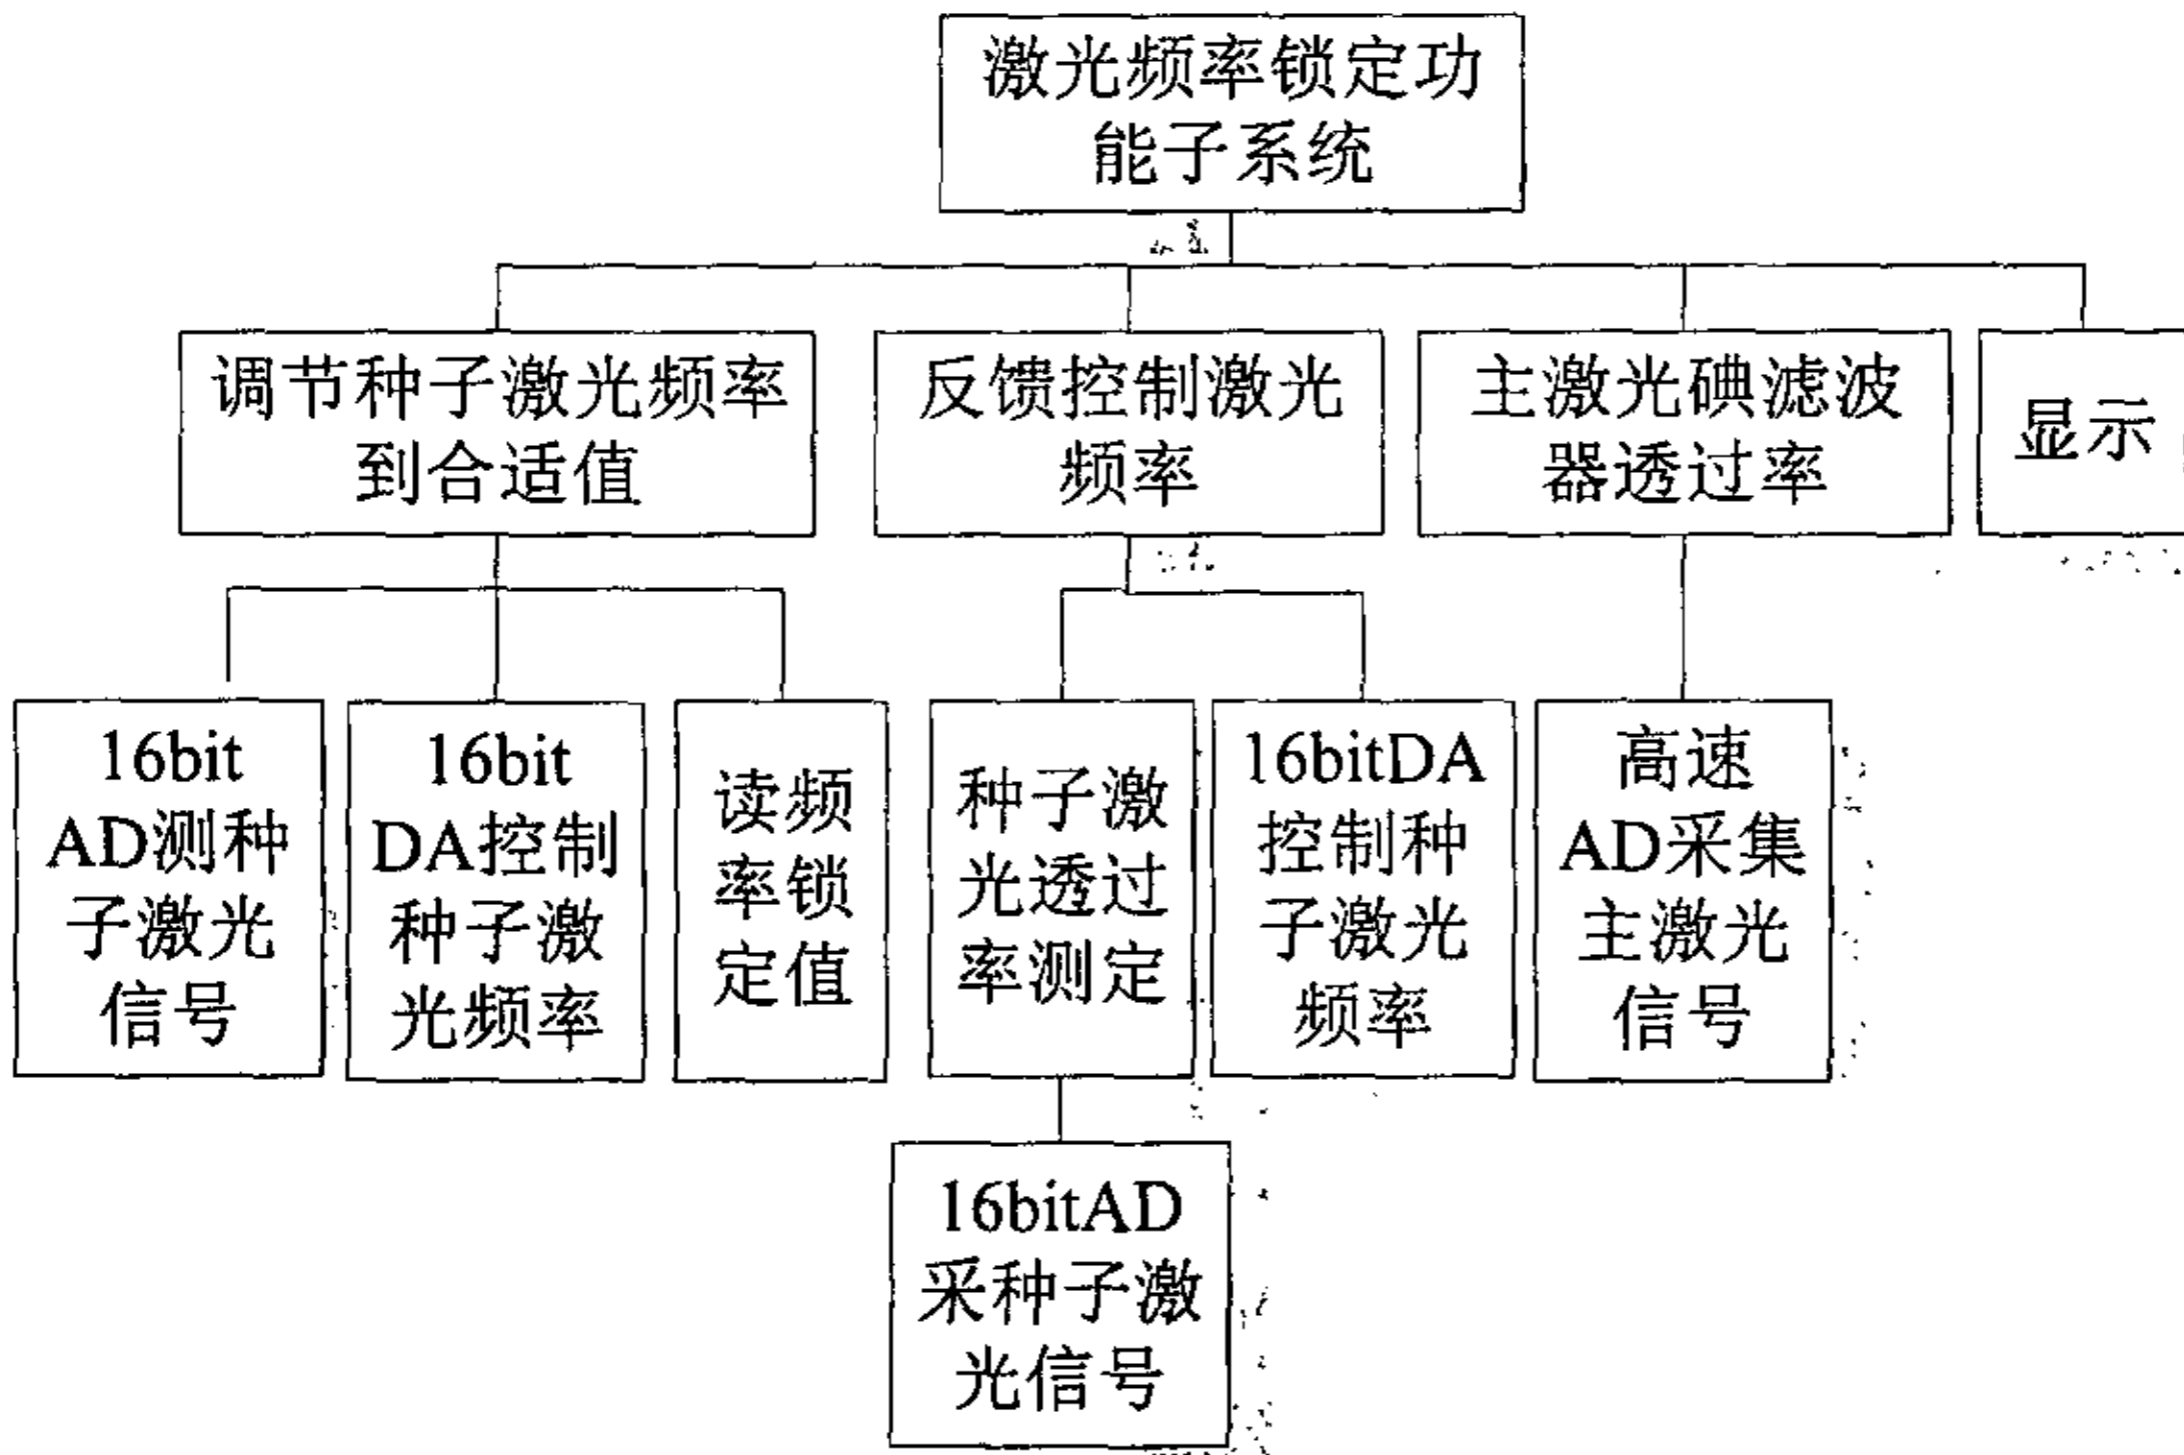 激光频率锁定功
能子系统
调节种子激光频率
到合适值
反馈控制激光
频率
主激光碘滤波
器透过率
显示
16bit
AD测种
子激光
信号
16bit
DA控制
种子激
光频率
读频
率锁
定值
种子激
光透过
率测定
16bitDA
控制种
子激光
频率
高速
AD采集
主激光
信号
16bitAD
采种子激
光信号